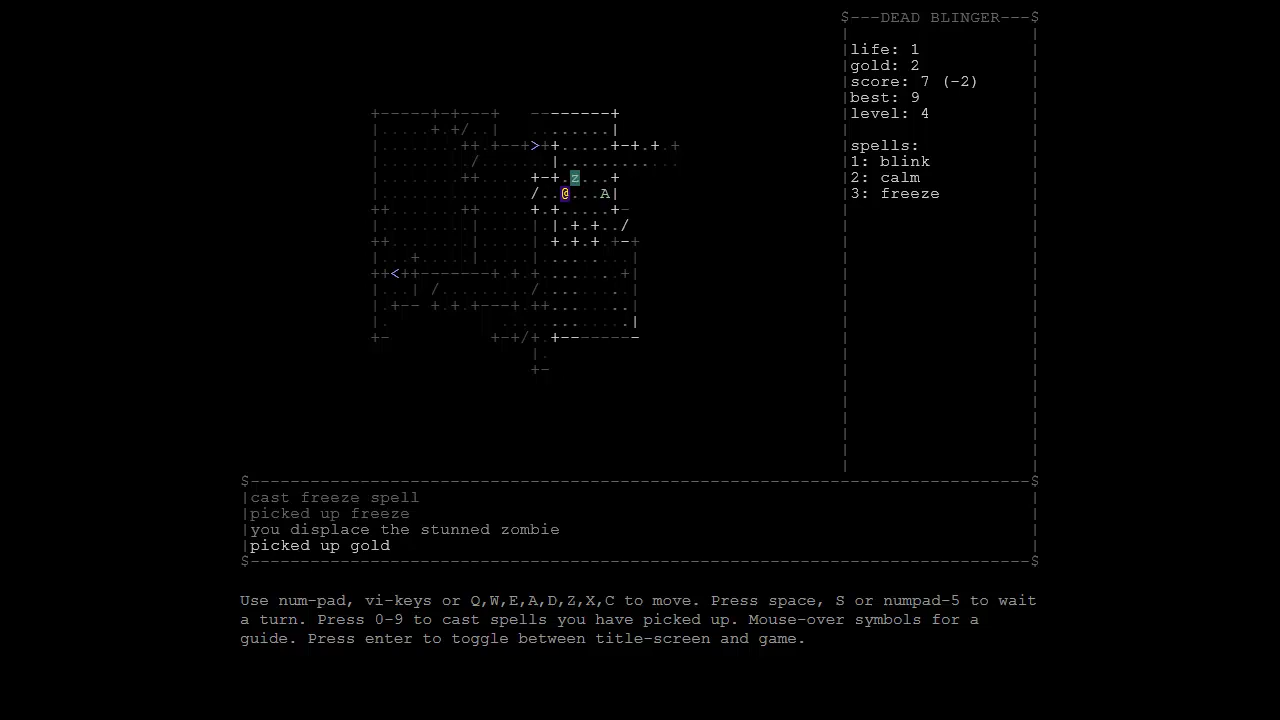 $---DEAD BLINGER---$
life: 1
gold: 2
score: 7 (-2)
best: 9
level: 4
spells:
1: blink
2: calm
3: freeze
cast freeze spell
picked up freeze
you displace the stunned zombie
picked up gold
Use num-pad, vi-keys or Q,W,E,A,D,Z,X,C to move. Press space, S or numpad-5 to wait
a turn. Press 0-9 to cast spells you have picked up. Mouse-over symbols for a
guide. Press enter to toggle between title-screen and game.